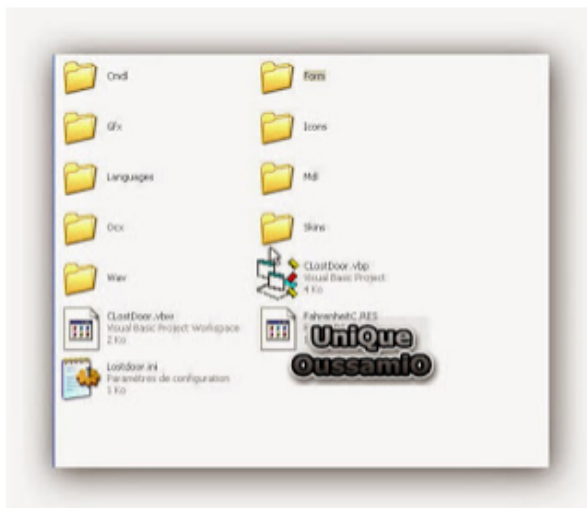 Cmdl
Form
Gfx
Icons
Languages
Mdl
Ocx
Skins
Wav
CLostDoor.vbp
Visual Basic Project
4 Ko
CLostDoor.vbw
Visual Basic Project Workspace
2 Ko
FahrenheitC.RES
UniQue
OussamiO
Lostdoor.ini
Paramètres de configuration
1 Ko